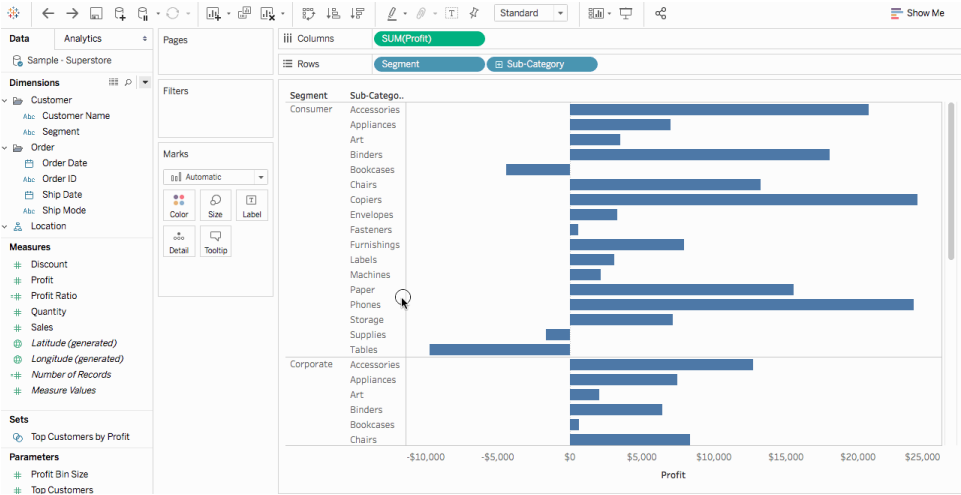 Standard
Show Me
Data
Analytics
Sample - Superstore
Dimensions
Customer
Abc Customer Name
Abc Segment
Order
Order Date
Abc Order ID
Ship Date
Abc Ship Mode
Location
Measures
# Discount
# Profit
=# Profit Ratio
# Quantity
# Sales
Latitude (generated)
Longitude (generated)
=# Number of Records
# Measure Values
Sets
Top Customers by Profit
Parameters
# Profit Bin Size
# Top Customers
Pages
Filters
Marks
Automatic
Color
Size
T
Label
Detail
Tooltip
Columns
SUM(Profit)
Rows
Segment
Sub-Category
Segment
Sub-Catego..
Consumer
Accessories
Appliances
Art
Binders
Bookcases
Chairs
Copiers
Envelopes
Fasteners
Furnishings
Labels
Machines
Paper
Phones
Storage
Supplies
Tables
Corporate
Accessories
Appliances
Art
Binders
Bookcases
Chairs
-$10,000
-$5,000
$0
$5,000
$10,000
$15,000
$20,000
$25,000
Profit